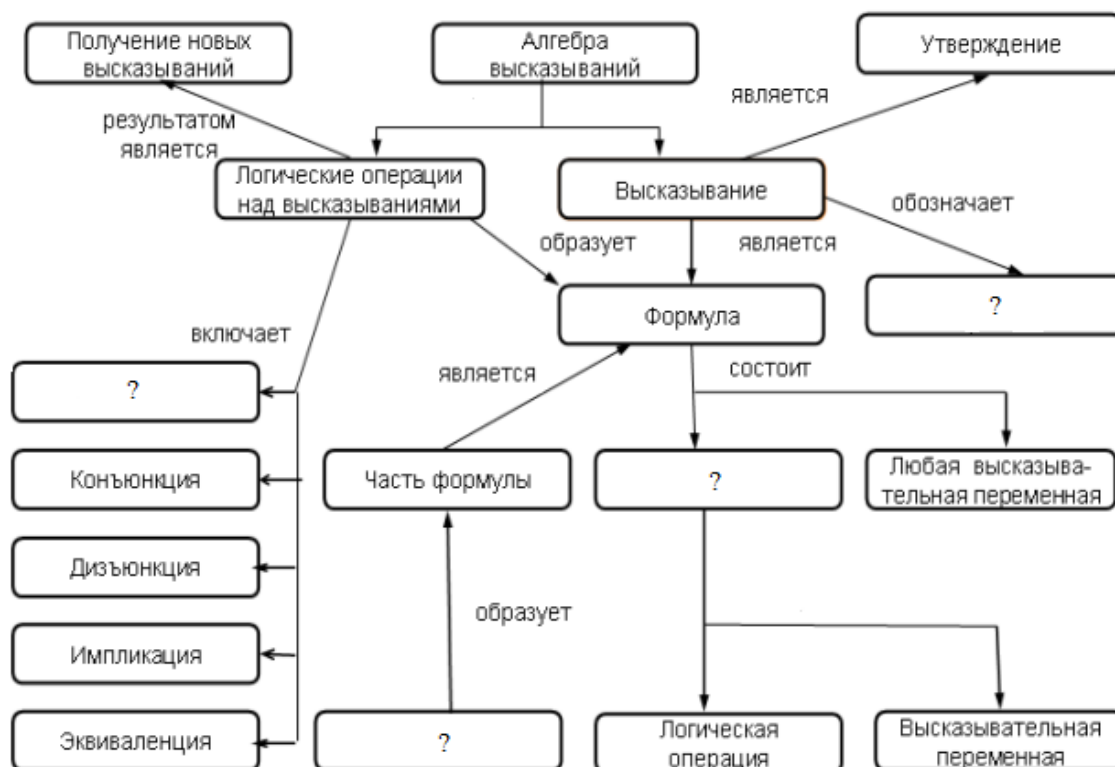 Получение новых
высказываний
Алгебра
высказываний
Утверждение
является
результатом
является
Логические операции
над высказываниями
Высказывание
обозначает
образует
является
?
Формула
включает
является
состоит
?
Конъюнкция
Часть формулы
?
Любая высказыва-
тельная переменная
Дизъюнкция
образует
Импликация
Эквиваленция
?
Логическая
операция
Высказывательная
переменная